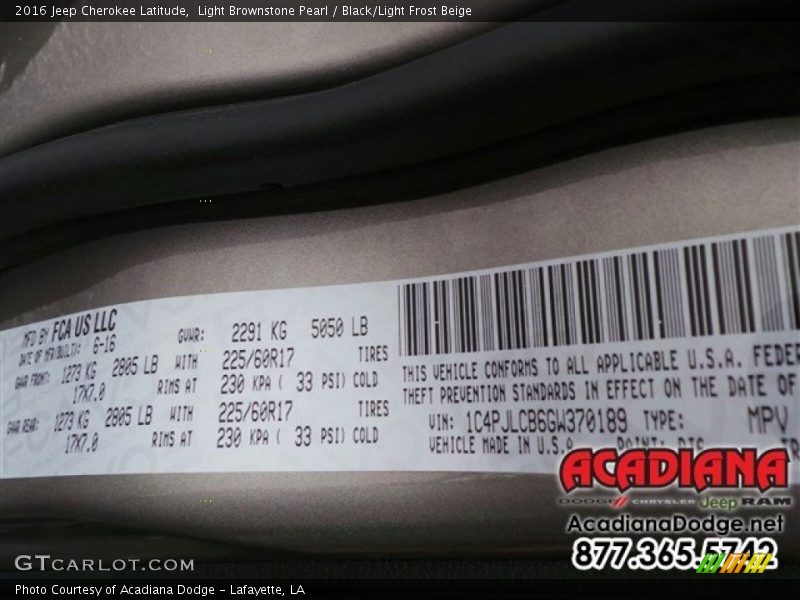 2016 Jeep Cherokee Latitude,  Light Brownstone Pearl / Black/Light Frost Beige
MFD BY FCA US LLC
DATE OF MFR(BUILT): 6-16
GVWR: 2291 KG 5050 LB
GAWR FRONT: 1273 KG 2805 LB WITH 225/60R17 TIRES
17X7.0 RIMS AT 230 KPA ( 33 PSI) COLD
GAWR REAR: 1273 KG 2805 LB WITH 225/60R17 TIRES
17X7.0 RIMS AT 230 KPA ( 33 PSI) COLD
THIS VEHICLE CONFORMS TO ALL APPLICABLE U.S.A. FEDER
THEFT PREVENTION STANDARDS IN EFFECT ON THE DATE OF
VIN: 1C4PJLCB6GW370189 TYPE: MPV
VEHICLE MADE IN U.S.A
ACADIANA
DODGE CHRYSLER Jeep RAM
AcadianaDodge.net
877.365.5742
GTCARLOT.COM
Photo Courtesy of Acadiana Dodge - Lafayette, LA